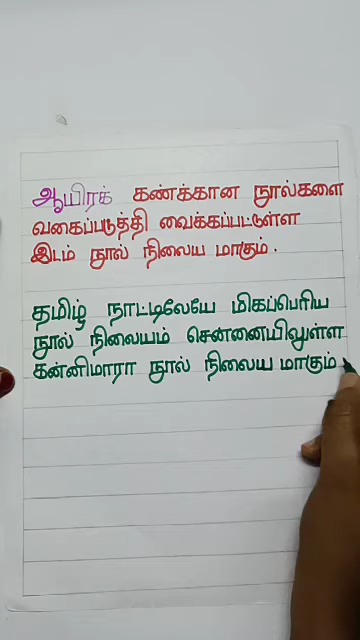 ஆயிரக் கணக்கான நூல்களை
வகைப்படுத்தி வைக்கப்பட்டுள்ள
இடம் நூல் நிலைய மாகும்.
தமிழ் நாட்டிலேயே மிகப்பெரிய
நூல் நிலையம் சென்னையிலுள்ள
கன்னிமாரா நூல் நிலைய மாகும்